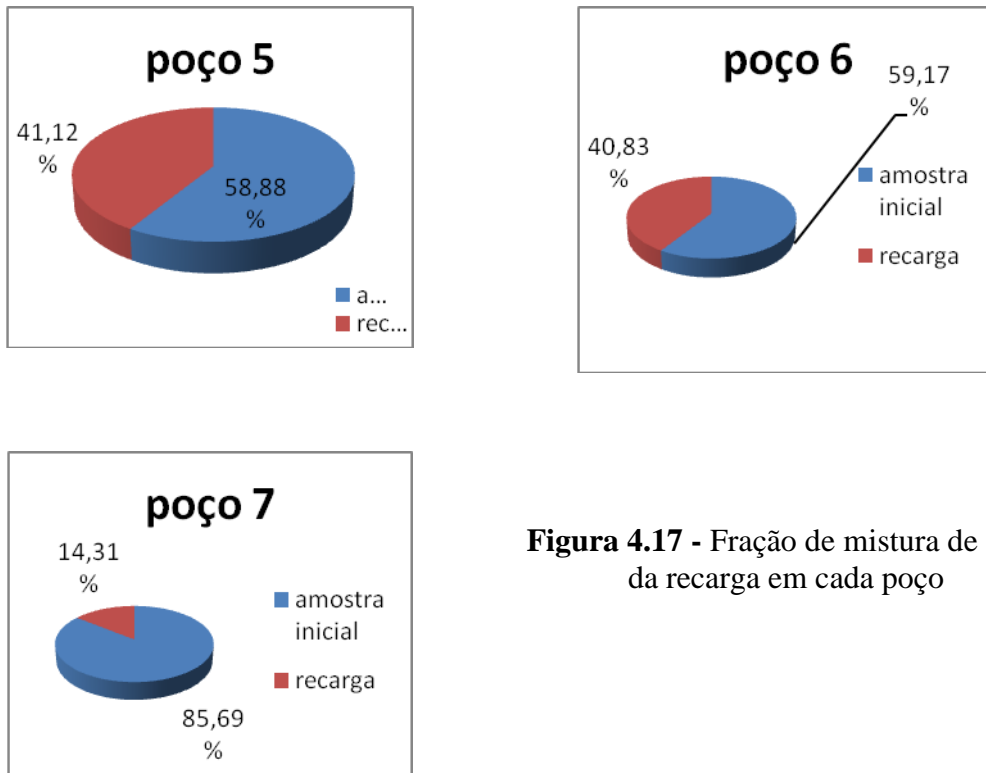 poço 5
41,12
%
58,88
%
a...
rec...
poço 6
59,17
%
40,83
%
amostra
inicial
recarga
poço 7
14,31
%
amostra
inicial
recarga
85,69
%
Figura 4.17 - Fração de mistura de
da recarga em cada poço